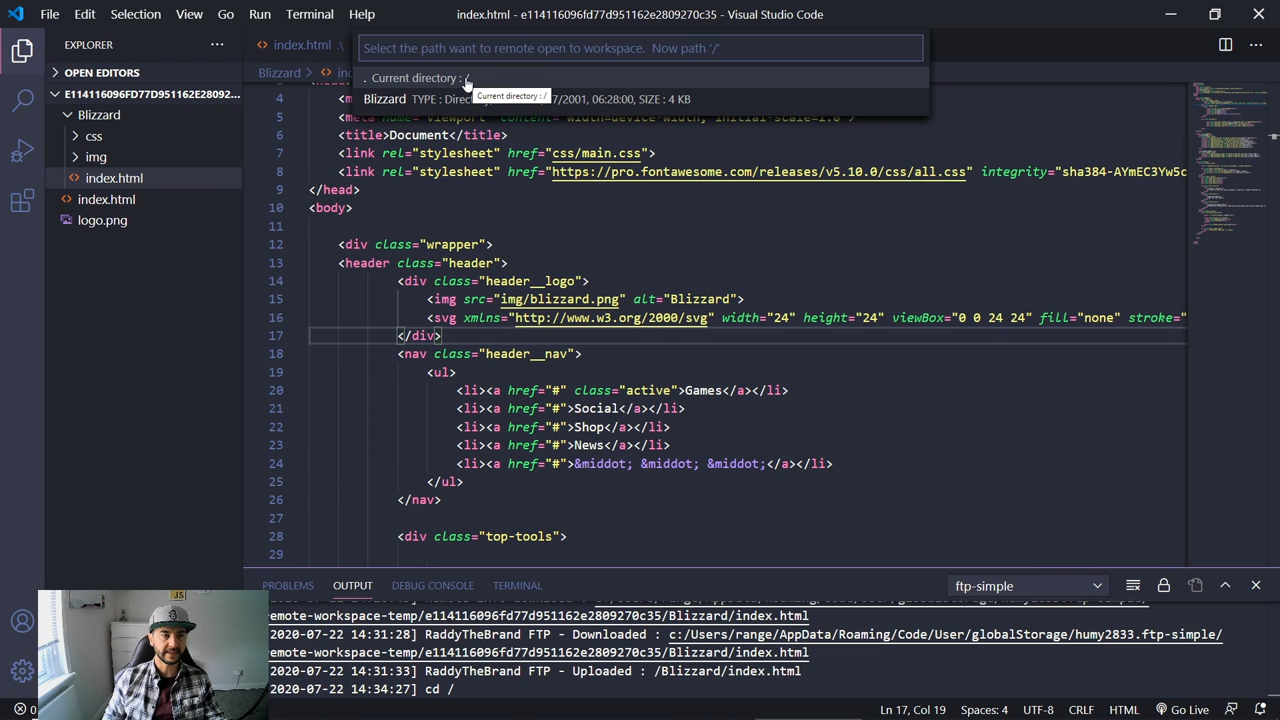 File Edit Selection View Go Run Terminal Help
index.html - e114116096fd77d951162e2809270c35 - Visual Studio Code
EXPLORER
index.html
Select the path want to remote open to workspace. Now path '/'
OPEN EDITORS
Blizzard
. Current directory : /
Current directory : /
Blizzard TYPE : /2001, 06:28:00, SIZE : 4 KB
E114116096FD77D951162E28092...
Blizzard
css
img
index.html
index.html
logo.png
4
5
6 <title>Document</title>
7 <link rel="stylesheet" href="css/main.css">
8 <link rel="stylesheet" href="https://pro.fontawesome.com/releases/v5.10.0/css/all.css" integrity="sha384-AYmEC3Yw5c
9 </head>
10 <body>
11
12 <div class="wrapper">
13 <header class="header">
14 <div class="header__logo">
15 <img src="img/blizzard.png" alt="Blizzard">
16 <svg xmlns="http://www.w3.org/2000/svg" width="24" height="24" viewBox="0 0 24 24" fill="none" stroke="
17 </div>
18 <nav class="header__nav">
19 <ul>
20 <li><a href="#" class="active">Games</a></li>
21 <li><a href="#">Social</a></li>
22 <li><a href="#">Shop</a></li>
23 <li><a href="#">News</a></li>
24 <li><a href="#">&middot; &middot; &middot;</a></li>
25 </ul>
26 </nav>
27
28 <div class="top-tools">
29
PROBLEMS OUTPUT DEBUG CONSOLE TERMINAL
ftp-simple
remote-workspace-temp/e114116096fd77d951162e2809270c35/Blizzard/index.html
[2020-07-22 14:31:28] RaddyTheBrand FTP - Downloaded : c:/Users/range/AppData/Roaming/Code/User/globalStorage/humy2833.ftp-simple/
remote-workspace-temp/e114116096fd77d951162e2809270c35/Blizzard/index.html
[2020-07-22 14:31:33] RaddyTheBrand FTP - Uploaded : /Blizzard/index.html
[2020-07-22 14:34:27] cd /
0
Ln 17, Col 19 Spaces: 4 UTF-8 CRLF HTML Go Live